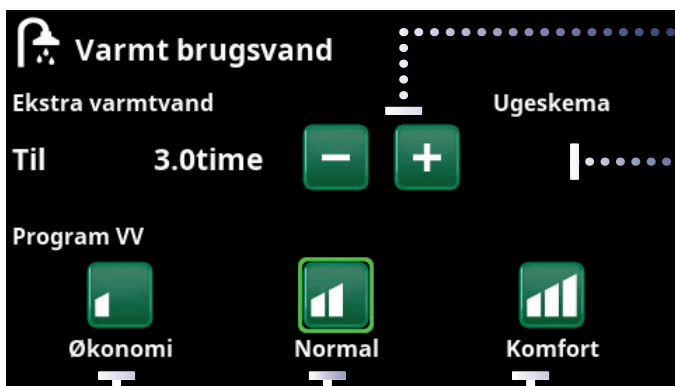 Varmt brugsvand
Ekstra varmtvand Ugeskema
Til 3.0time − +
Program VV
Økonomi Normal Komfort